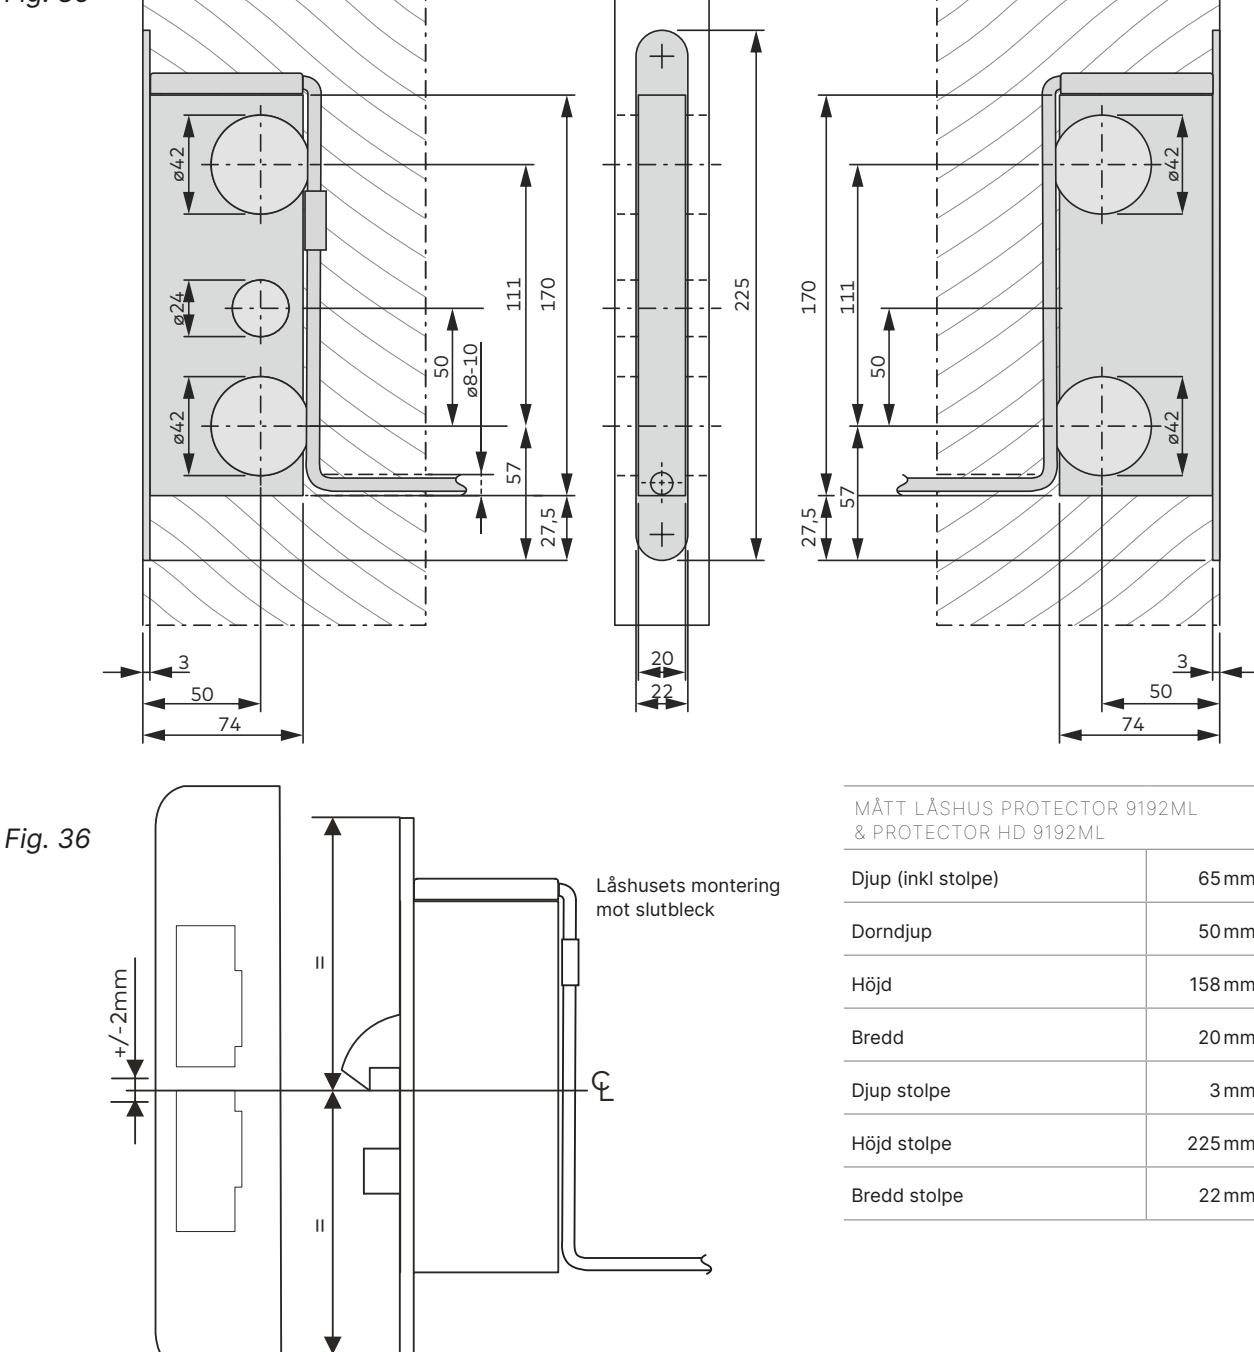 ø42
ø24
ø42
111
170
50
ø8-10
57
27,5
3
50
74
225
20
22
170
111
50
57
27,5
ø42
ø42
3
50
74
Fig. 36
+/-2mm
=
=
Låshusets montering
mot slutbleck
℄
MÅTT LÅSHUS PROTECTOR 9192ML
& PROTECTOR HD 9192ML
Djup (inkl stolpe) 65 mm
Dorndjup 50 mm
Höjd 158 mm
Bredd 20 mm
Djup stolpe 3 mm
Höjd stolpe 225 mm
Bredd stolpe 22 mm